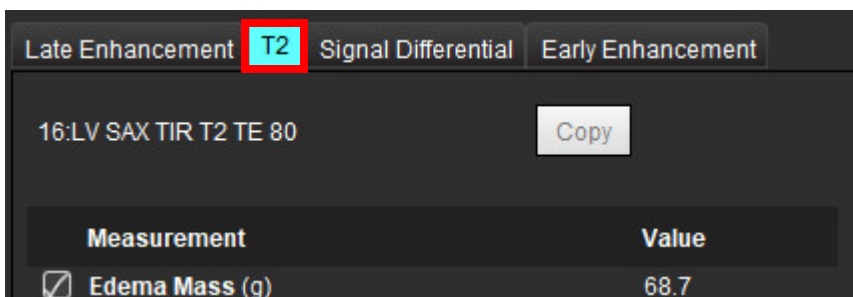 Late Enhancement T2 Signal Differential Early Enhancement
16:LV SAX TIR T2 TE 80 Copy
Measurement Value
Edema Mass (g) 68.7